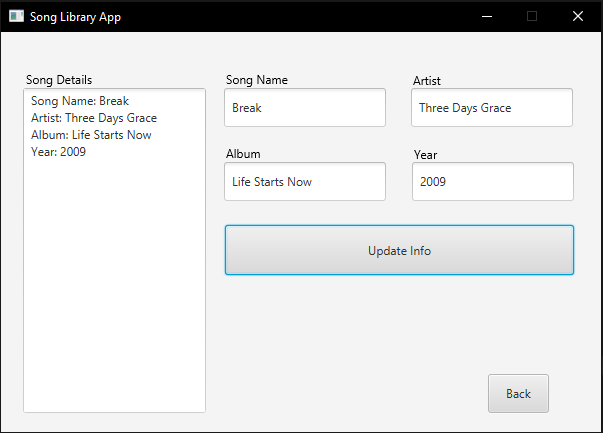 Song Library App
Song Details
Song Name: Break
Artist: Three Days Grace
Album: Life Starts Now
Year: 2009
Song Name
Artist
Break
Three Days Grace
Album
Year
Life Starts Now
2009
Update Info
Back